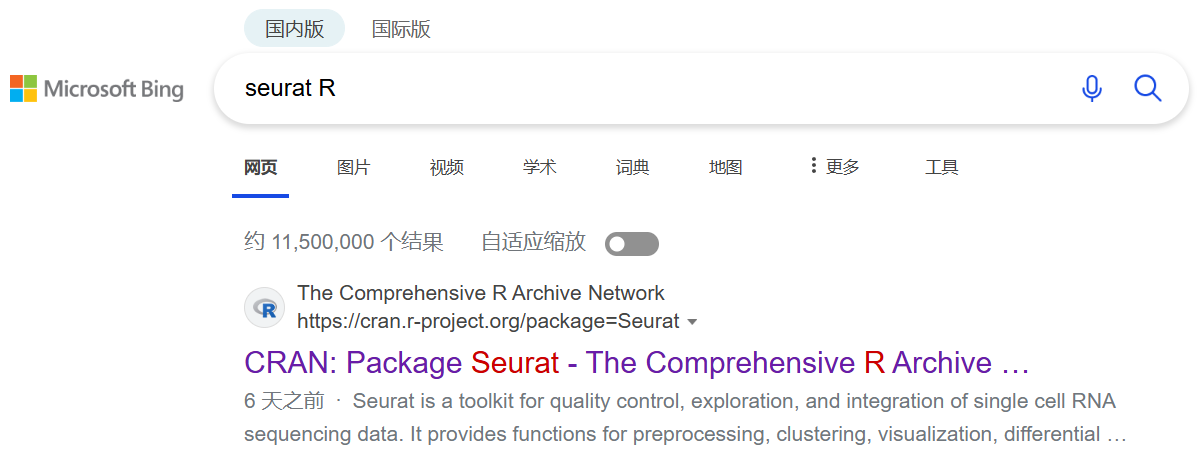 国内版 国际版
Microsoft Bing
seurat R
网页 图片 视频 学术 词典 地图 更多 工具
约 11,500,000 个结果 自适应缩放
The Comprehensive R Archive Network
https://cran.r-project.org/package=Seurat
CRAN: Package Seurat - The Comprehensive R Archive …
6 天之前 · Seurat is a toolkit for quality control, exploration, and integration of single cell RNA
sequencing data. It provides functions for preprocessing, clustering, visualization, differential …